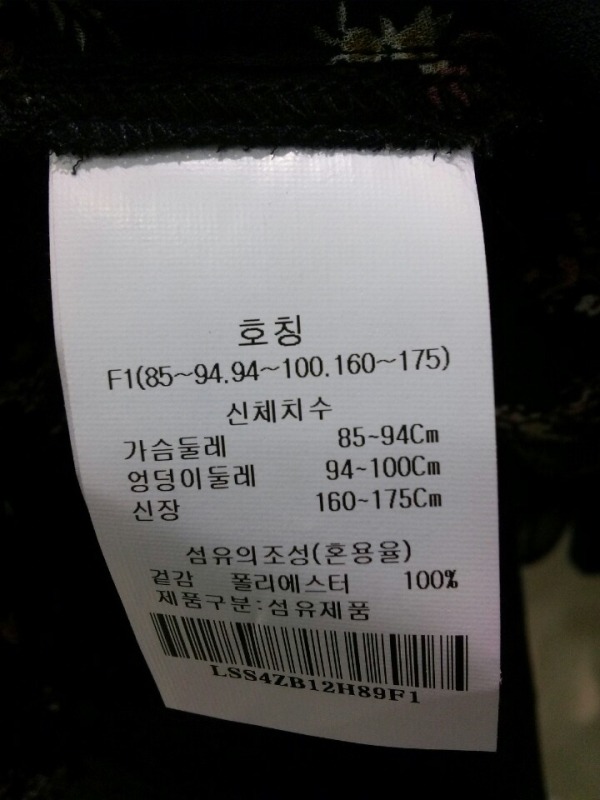 호칭
F1(85~94.94~100.160~175)
신체치수
가슴둘레 85~94Cm
엉덩이둘레 94~100Cm
신장 160~175Cm
섬유의조성(혼용율)
겉감 폴리에스터 100%
제품구분:섬유제품
LSS4ZB12H89F1